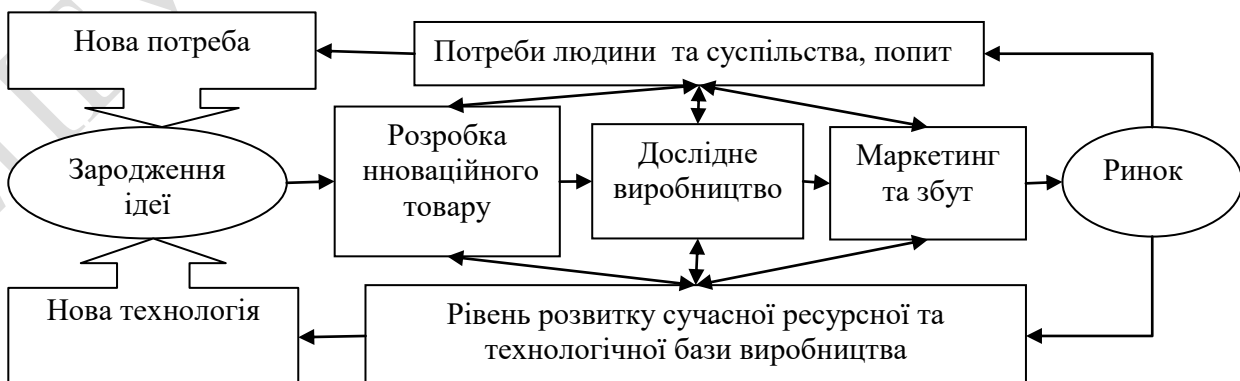 Нова потреба
Потреби людини та суспільства, попит
Зародження
ідеї
Розробка
нноваційного
товару
Дослідне
виробництво
Маркетинг
та збут
Ринок
Нова технологія
Рівень розвитку сучасної ресурсної та
технологічної бази виробництва